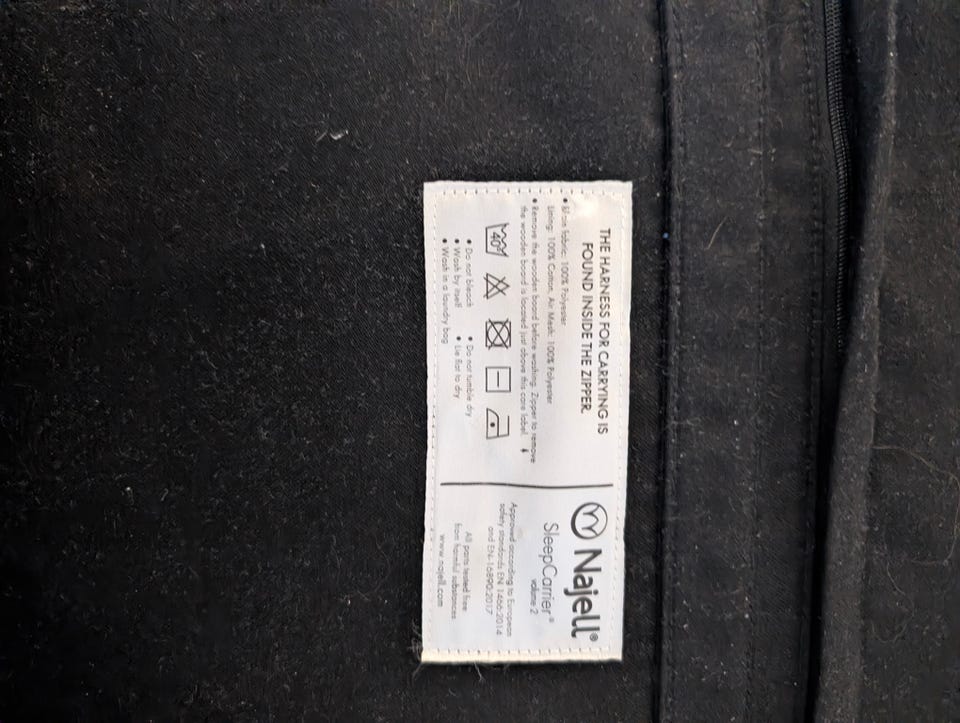 THE HARNESS FOR CARRYING IS
FOUND INSIDE THE ZIPPER.
• Main fabric: 100% Polyester
Lining: 100% Cotton, Air Mesh: 100% Polyester
• Remove the wooden board before washing. Zipper to remove
the wooden board is located just above this care label.
40°
• Do not bleach
• Wash by itself
• Wash in a laundry bag
• Do not tumble dry
• Lie flat to dry
Najell®
SleepCarrier®
volume 2
Approved according to European
safety standards EN 1466:2014
and EN-16890:2017
All parts tested free
from harmful substances
www.najell.com